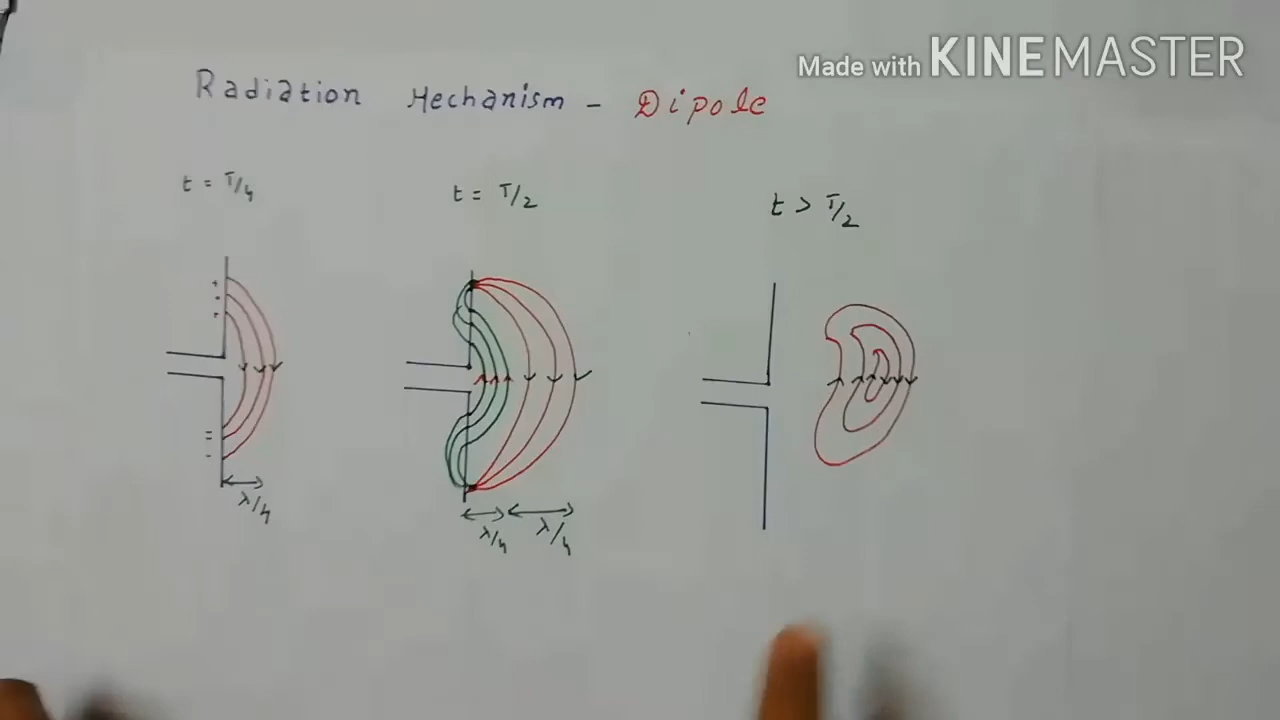 Made with KINEMASTER
Radiation Mechanism - Dipole
t = T/4
t = T/2
t > T/2
+
+
+
=
-
λ/4
λ/4
λ/4